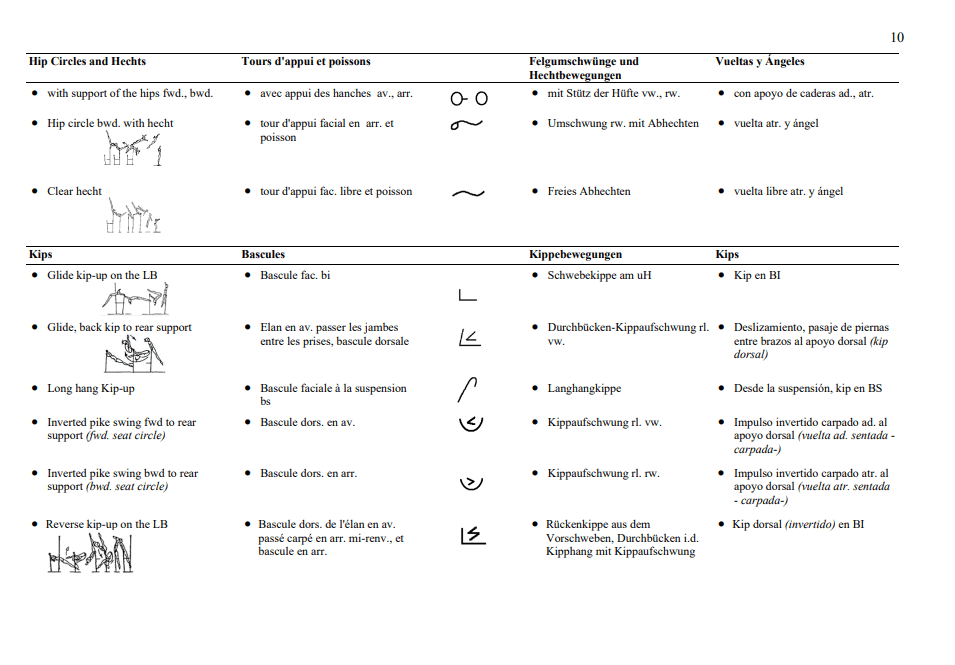 10
Hip Circles and Hechts Tours d'appui et poissons Felgumschwünge und Vueltas y Ángeles
Hechtbewegungen
• with support of the hips fwd., bwd. • avec appui des hanches av., arr. • mit Stütz der Hüfte vw., rw. • con apoyo de caderas ad., atr.
• Hip circle bwd. with hecht • tour d'appui facial en arr. et • Umschwung rw. mit Abhechten • vuelta atr. y ángel
poisson
• Clear hecht • tour d'appui fac. libre et poisson • Freies Abhechten • vuelta libre atr. y ángel
Kips Bascules Kippebewegungen Kips
• Glide kip-up on the LB • Bascule fac. bi • Schwebekippe am uH • Kip en BI
• Glide, back kip to rear support • Elan en av. passer les jambes • Durchbücken-Kippaufschwung rl. • Deslizamiento, pasaje de piernas
entre les prises, bascule dorsale vw. entre brazos al apoyo dorsal (kip
dorsal)
• Long hang Kip-up • Bascule faciale à la suspension • Langhangkippe • Desde la suspensión, kip en BS
bs
• Inverted pike swing fwd to rear • Bascule dors. en av. • Kippaufschwung rl. vw. • Impulso invertido carpado ad. al
support (fwd. seat circle) apoyo dorsal (vuelta ad. sentada -
carpada-)
• Inverted pike swing bwd to rear • Bascule dors. en arr. • Kippaufschwung rl. rw. • Impulso invertido carpado atr. al
support (bwd. seat circle) apoyo dorsal (vuelta atr. sentada
- carpada-)
• Reverse kip-up on the LB • Bascule dors. de l'élan en av. • Rückenkippe aus dem • Kip dorsal (invertido) en BI
passé carpé en arr. mi-renv., et Vorschweben, Durchbücken i.d.
bascule en arr. Kipphang mit Kippaufschwung